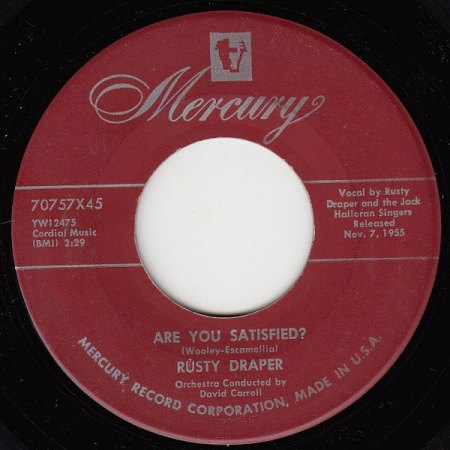 Mercury
70757X45
YW12475
Cordial Music
(BMI) 2:29
Vocal by Rusty
Draper and the Jack
Halloran Singers
Released
Nov. 7, 1955
ARE YOU SATISFIED?
(Wooley-Escamellia)
RUSTY DRAPER
Orchestra Conducted by
David Carroll
MERCURY RECORD CORPORATION, MADE IN U.S.A.